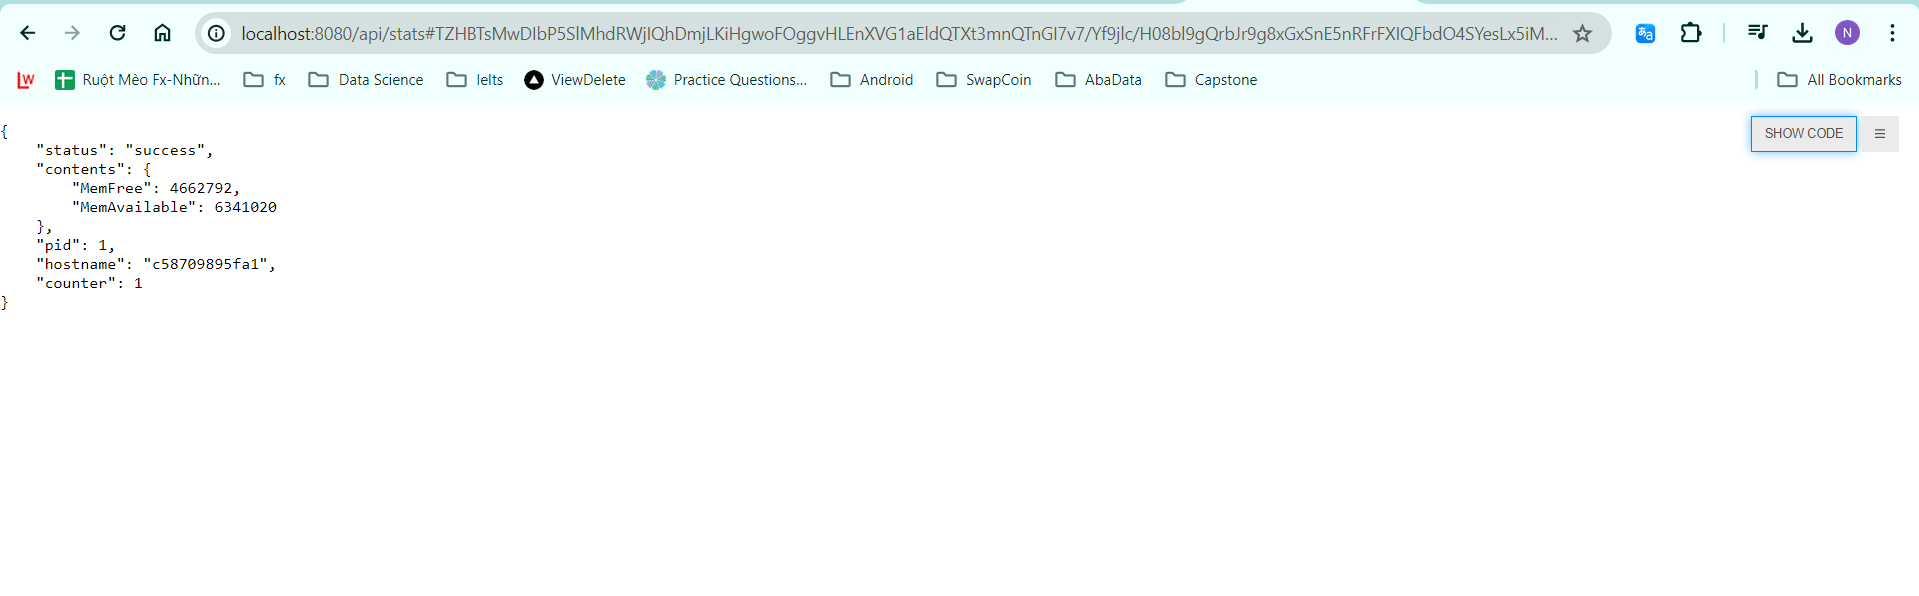 localhost:8080/api/stats#TZHBTsMwDIbP5SlMhdRWjIQhDmjLKiHgwoFOggvHLEnXVG1aEldQTXt3mnQTnGI7v7/Yf9jlc/H08bl9gQrbJr9g8xGxSnE5nRFrFXIQFbdO4SYesLx5iM...
N
LW
Ruột Mèo Fx-Nhữn...
fx
Data Science
Ielts
ViewDelete
Practice Questions...
Android
SwapCoin
AbaData
Capstone
All Bookmarks
{
SHOW CODE
"status": "success",
"contents": {
"MemFree": 4662792,
"MemAvailable": 6341020
},
"pid": 1,
"hostname": "c58709895fa1",
"counter": 1
}